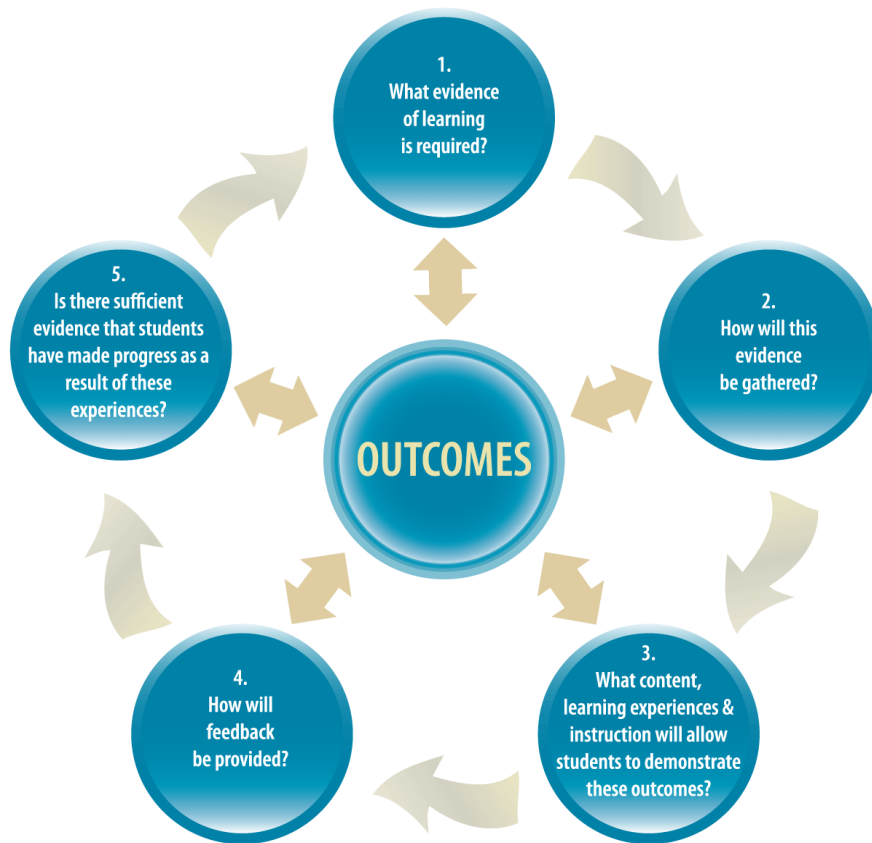 1.
What evidence
of learning
is required?
2.
How will this
evidence
be gathered?
3.
What content,
learning experiences &
instruction will allow
students to demonstrate
these outcomes?
4.
How will
feedback
be provided?
5.
Is there sufficient
evidence that students
have made progress as a
result of these
experiences?
OUTCOMES